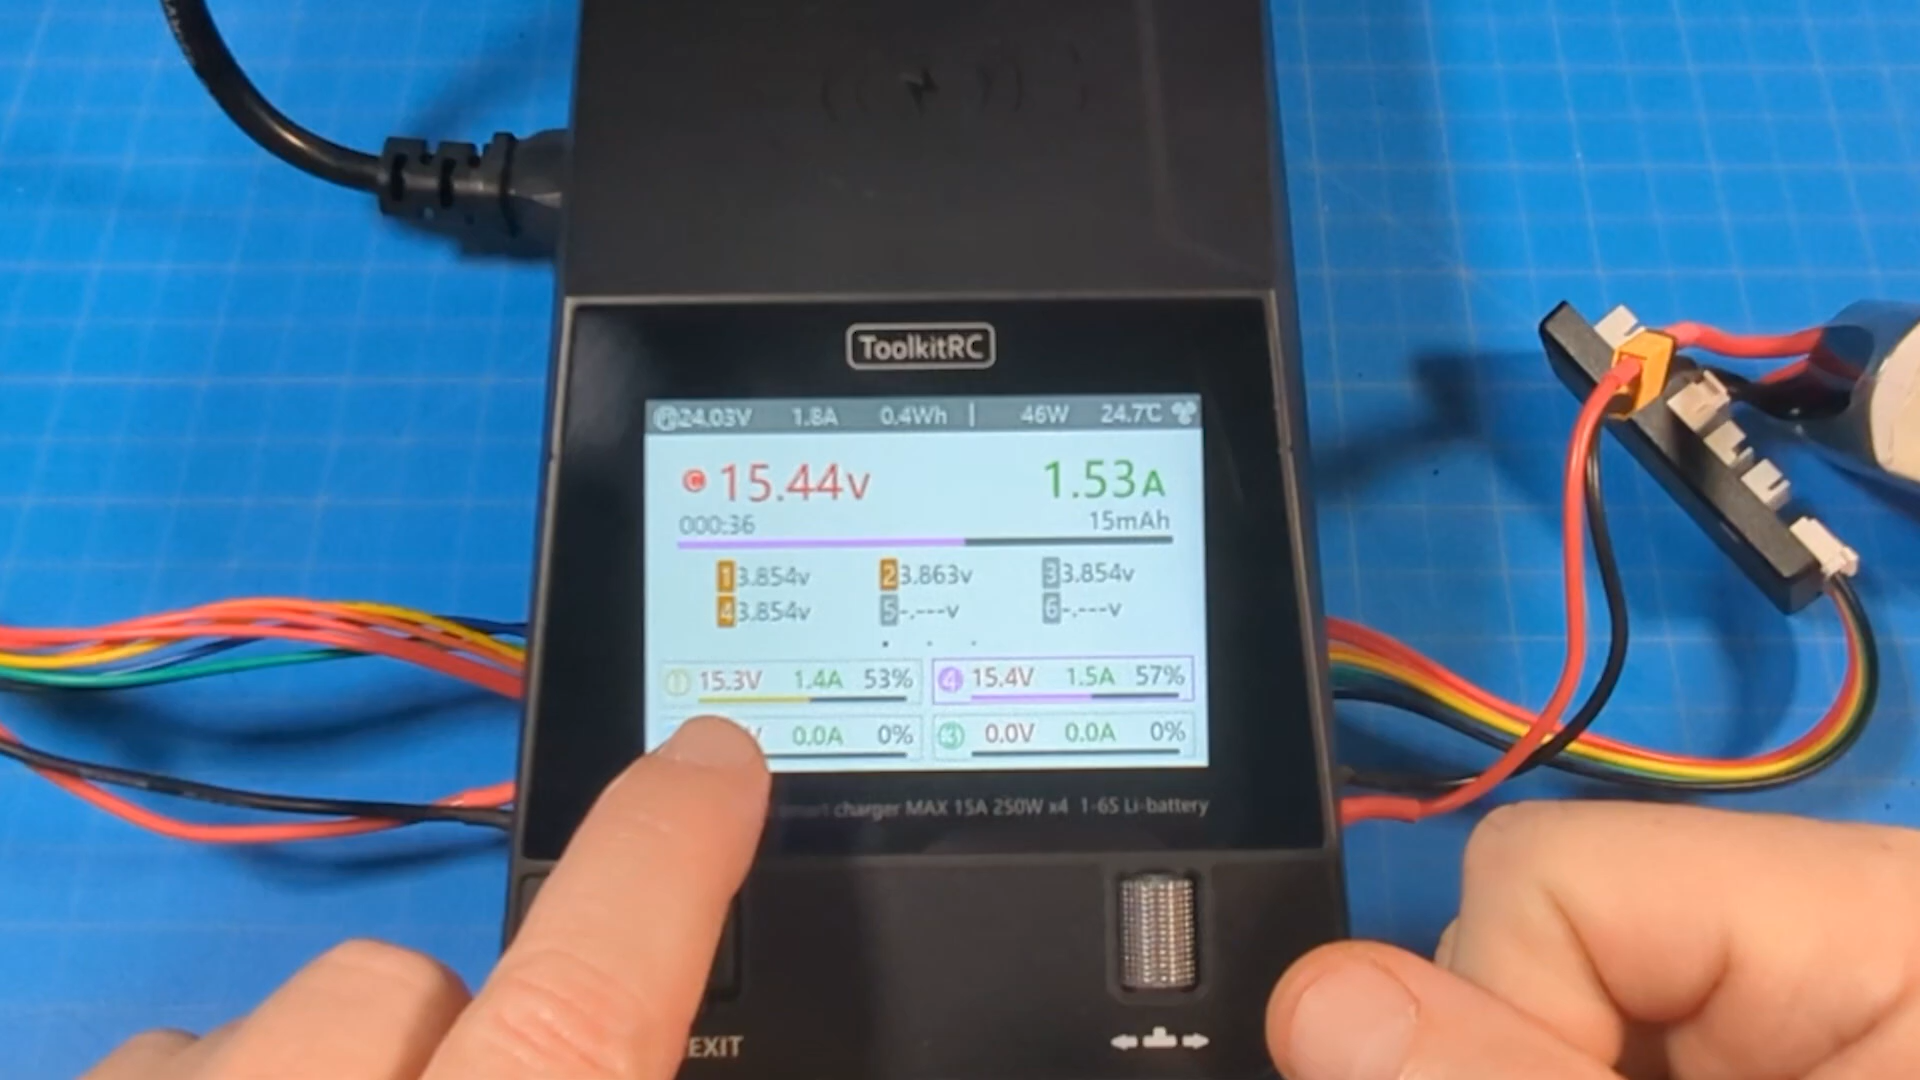 ToolkitRC
24.03V 1.8A 0.4Wh | 46W 24.7℃
C 15.44V 1.53A
000:36 15mAh
1 3.854v 2 3.863v 3 3.854v
4 3.854v 5 -.---v 6 -.---v
1 15.3V 1.4A 53% 4 15.4V 1.5A 57%
V 0.0A 0% 3 0.0V 0.0A 0%
smart charger MAX 15A 250W x4 1-6S Li-battery
EXIT